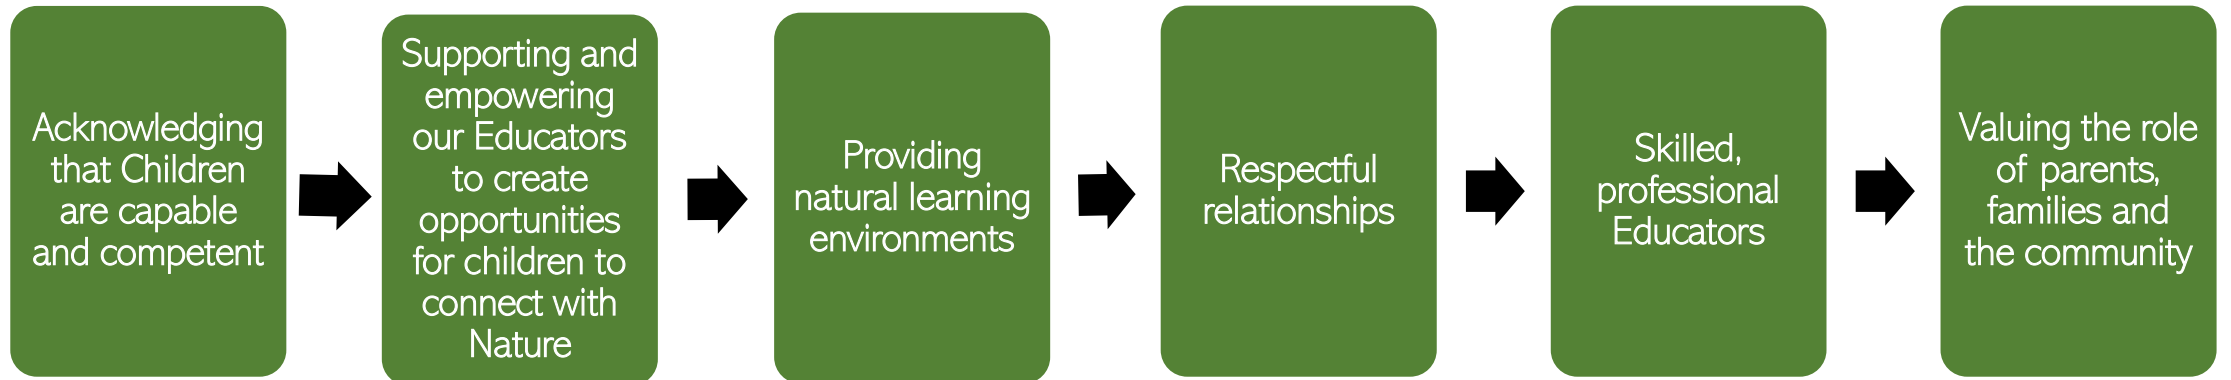 Acknowledging
that Children
are capable
and competent
Supporting and
empowering
our Educators
to create
opportunities
for children to
connect with
Nature
Providing
natural learning
environments
Respectful
relationships
Skilled,
professional
Educators
Valuing the role
of parents,
families and
the community